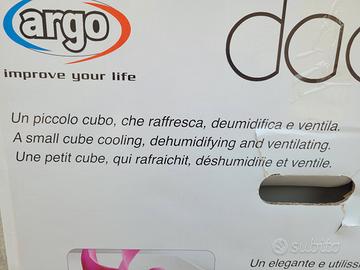 argo
improve your life
dad
Un piccolo cubo, che raffresca, deumidifica e ventila.
A small cube cooling, dehumidifying and ventilating.
Une petit cube, qui rafraichit, déshumidifie et ventile.
Un elegante e utilissi
subito